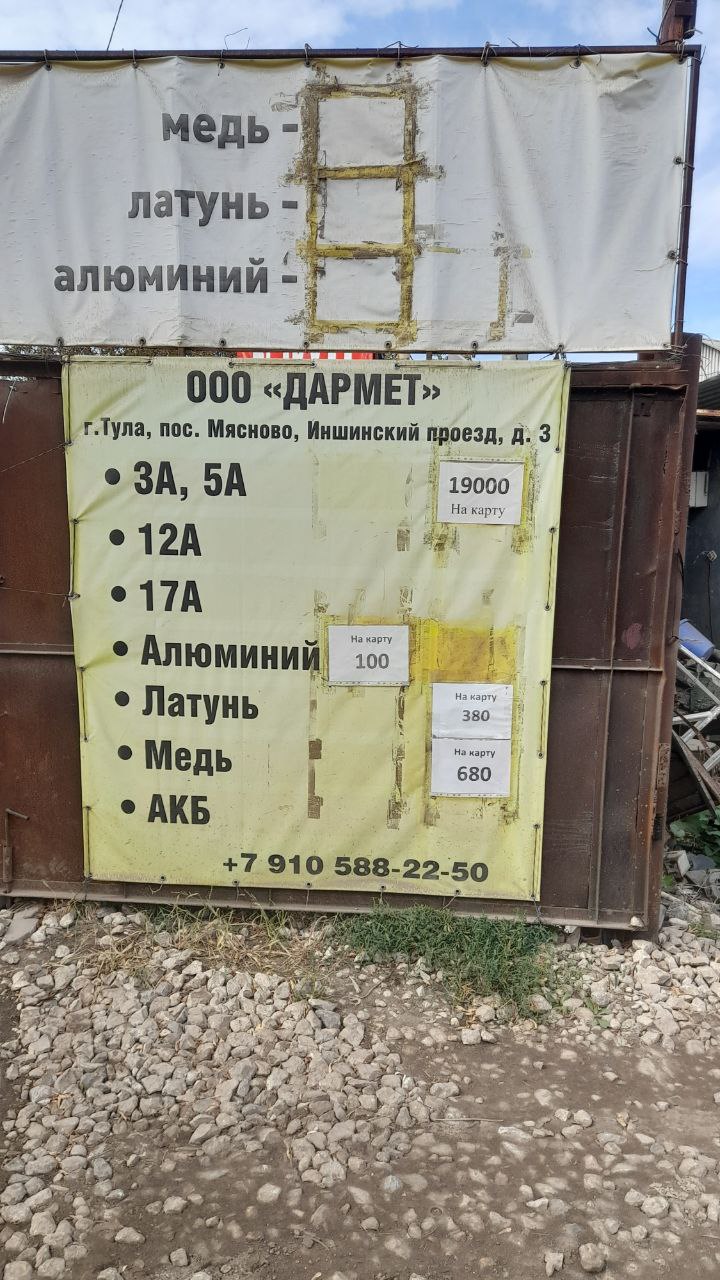 медь -
латунь -
алюминий -
ООО «ДАРМЕТ»
г.Тула, пос. Мясново, Иншинский проезд, д. 3
• 3А, 5А
19000
На карту
• 12А
• 17А
• Алюминий
На карту
100
• Латунь
На карту
380
• Медь
На карту
680
• АКБ
+7 910 588-22-50